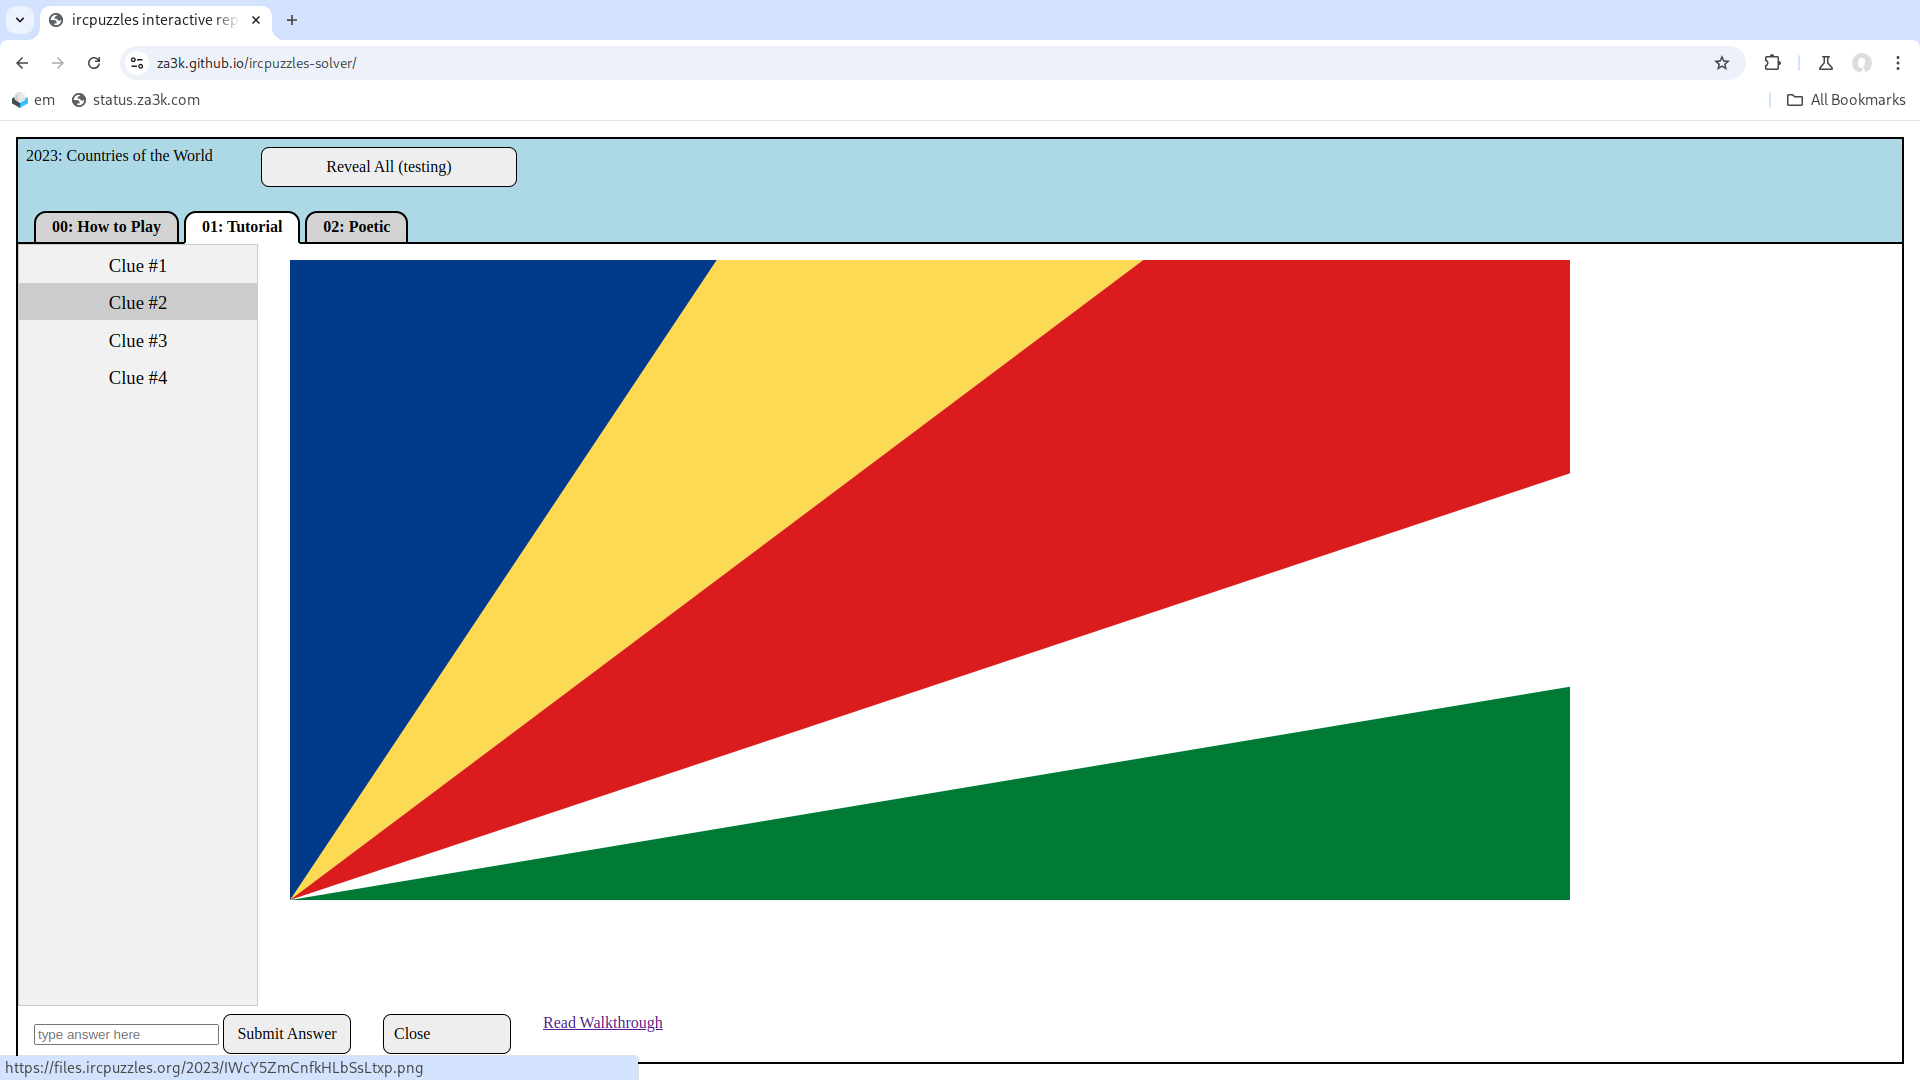 ircpuzzles interactive rep
za3k.github.io/ircpuzzles-solver/
em
status.za3k.com
All Bookmarks
2023: Countries of the World
Reveal All (testing)
00: How to Play
01: Tutorial
02: Poetic
Clue #1
Clue #2
Clue #3
Clue #4
type answer here
Submit Answer
Close
Read Walkthrough
https://files.ircpuzzles.org/2023/IWcY5ZmCnfkHLbSsLtxp.png